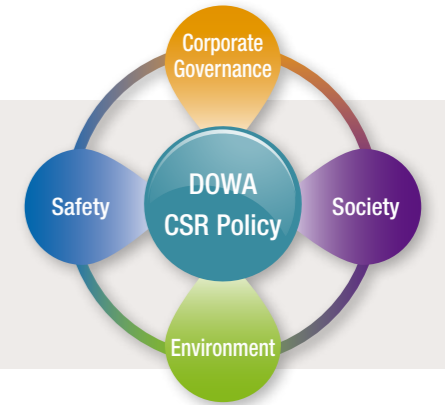 Corporate
Governance
Safety
DOWA
CSR Policy
Society
Environment